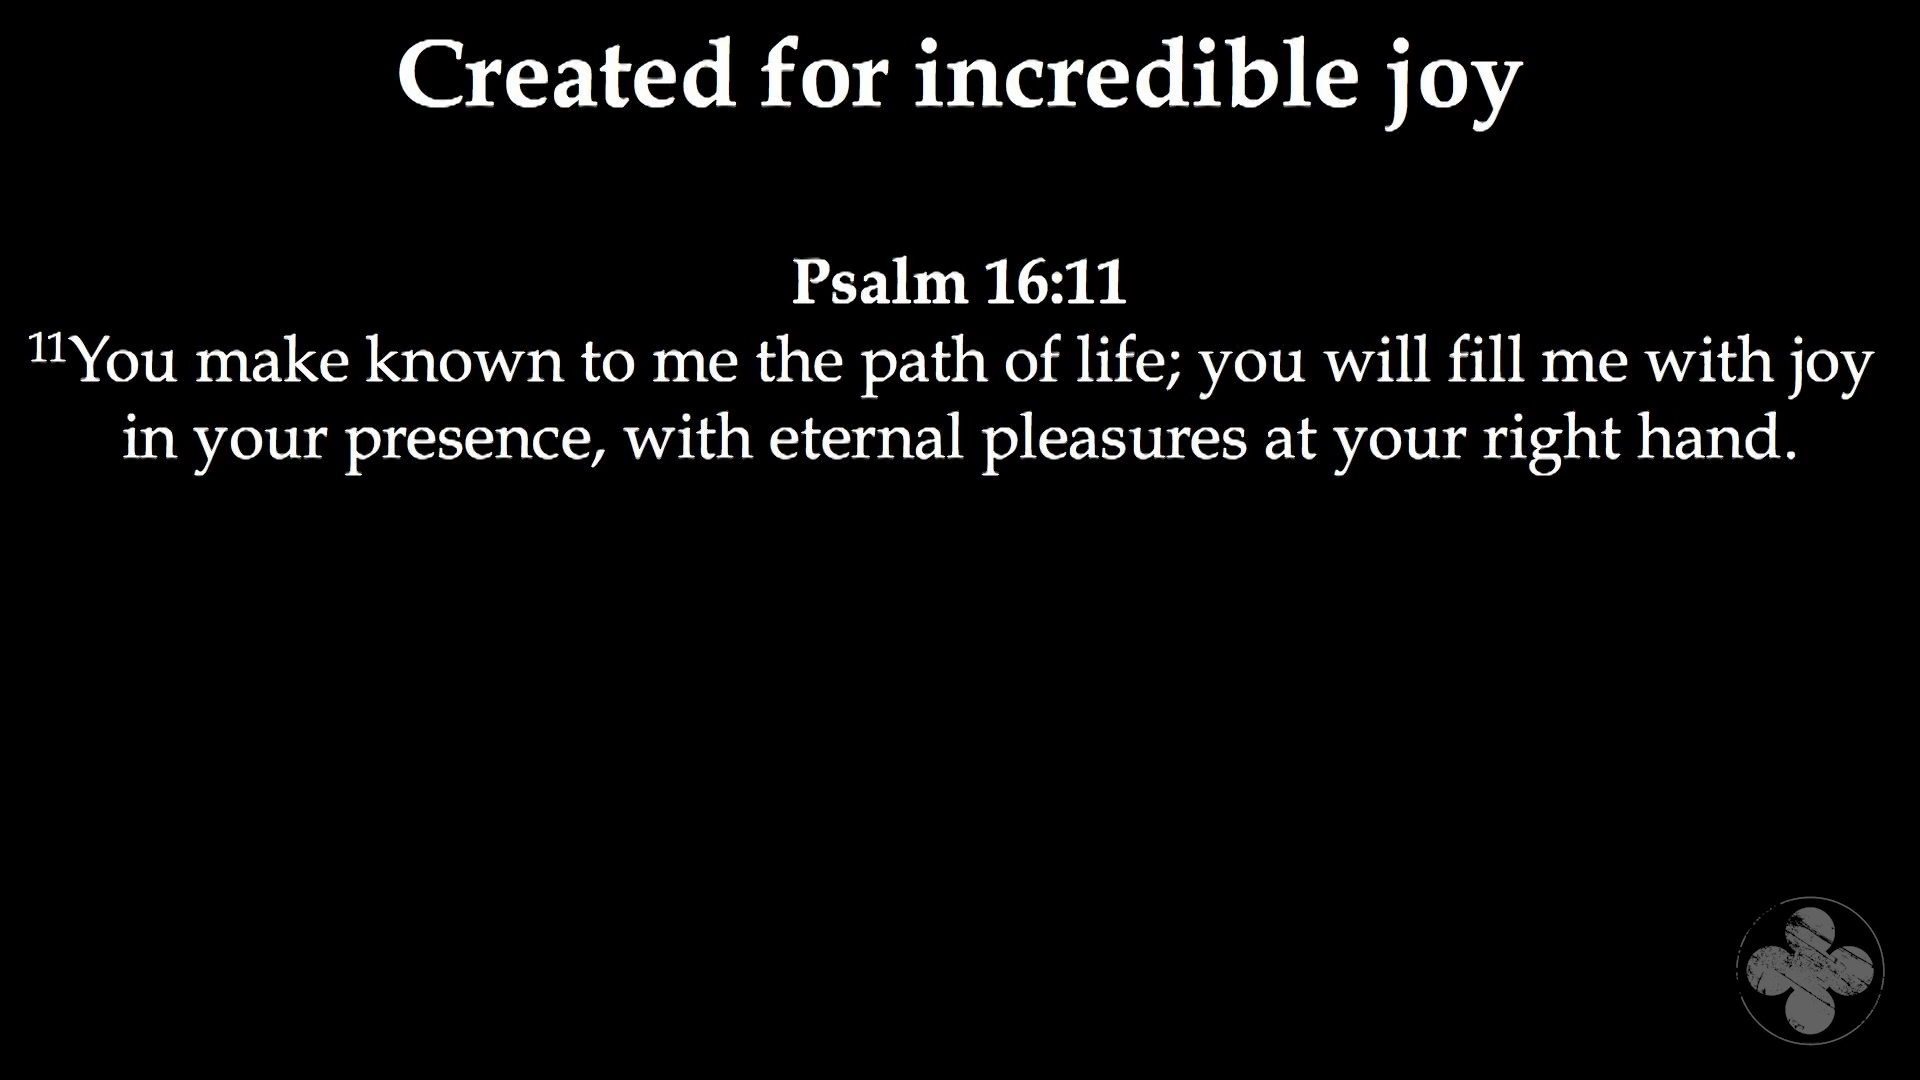 Created for incredible joy
Psalm 16:11
¹¹You make known to me the path of life; you will fill me with joy
in your presence, with eternal pleasures at your right hand.